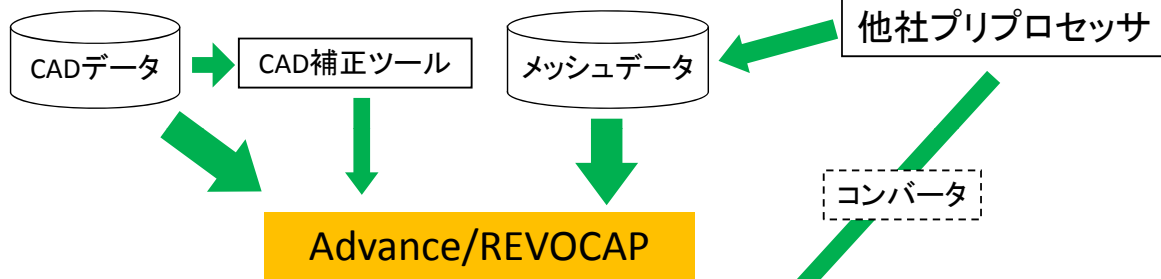 CADデータ
CAD補正ツール
メッシュデータ
他社プリプロセッサ
コンバータ
Advance/REVOCAP